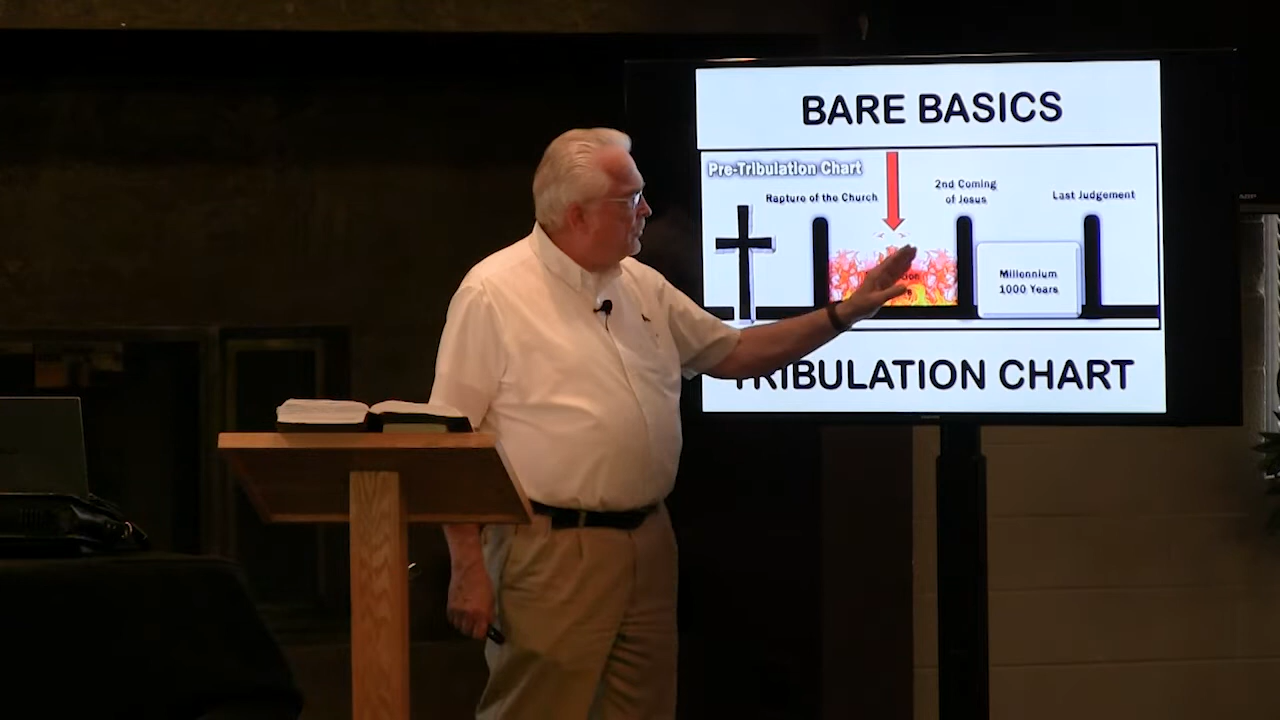 BARE BASICS
Pre-Tribulation Chart
Rapture of the Church
2nd Coming
of Jesus
Last Judgement
Millennium
1000 Years
TRIBULATION CHART